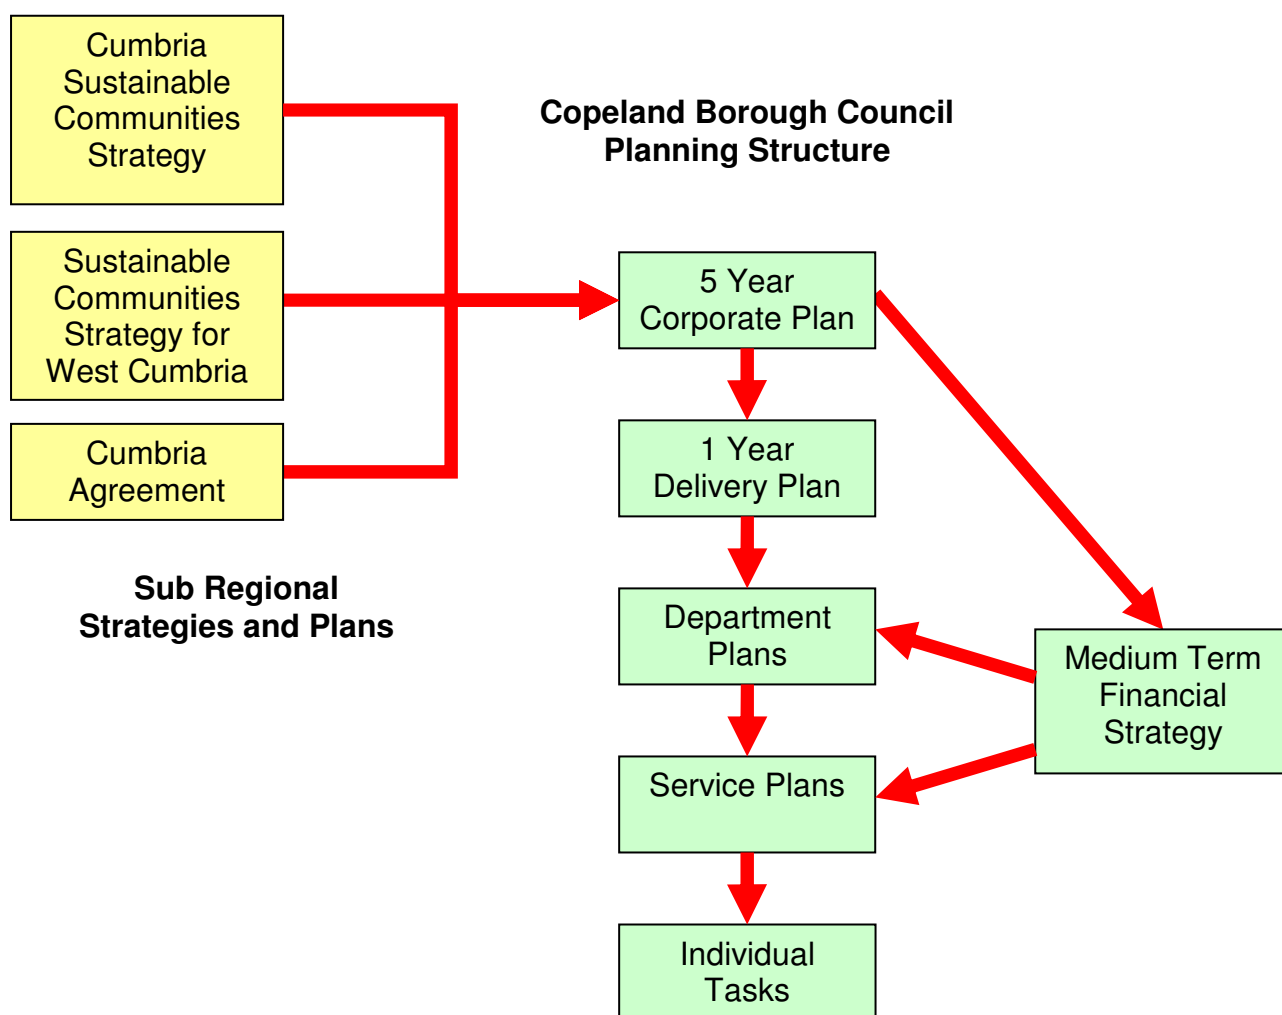 Cumbria
Sustainable
Communities
Strategy
Copeland Borough Council
Planning Structure
Sustainable
Communities
Strategy for
West Cumbria
5 Year
Corporate Plan
Cumbria
Agreement
1 Year
Delivery Plan
Sub Regional
Strategies and Plans
Department
Plans
Medium Term
Financial
Strategy
Service Plans
Individual
Tasks